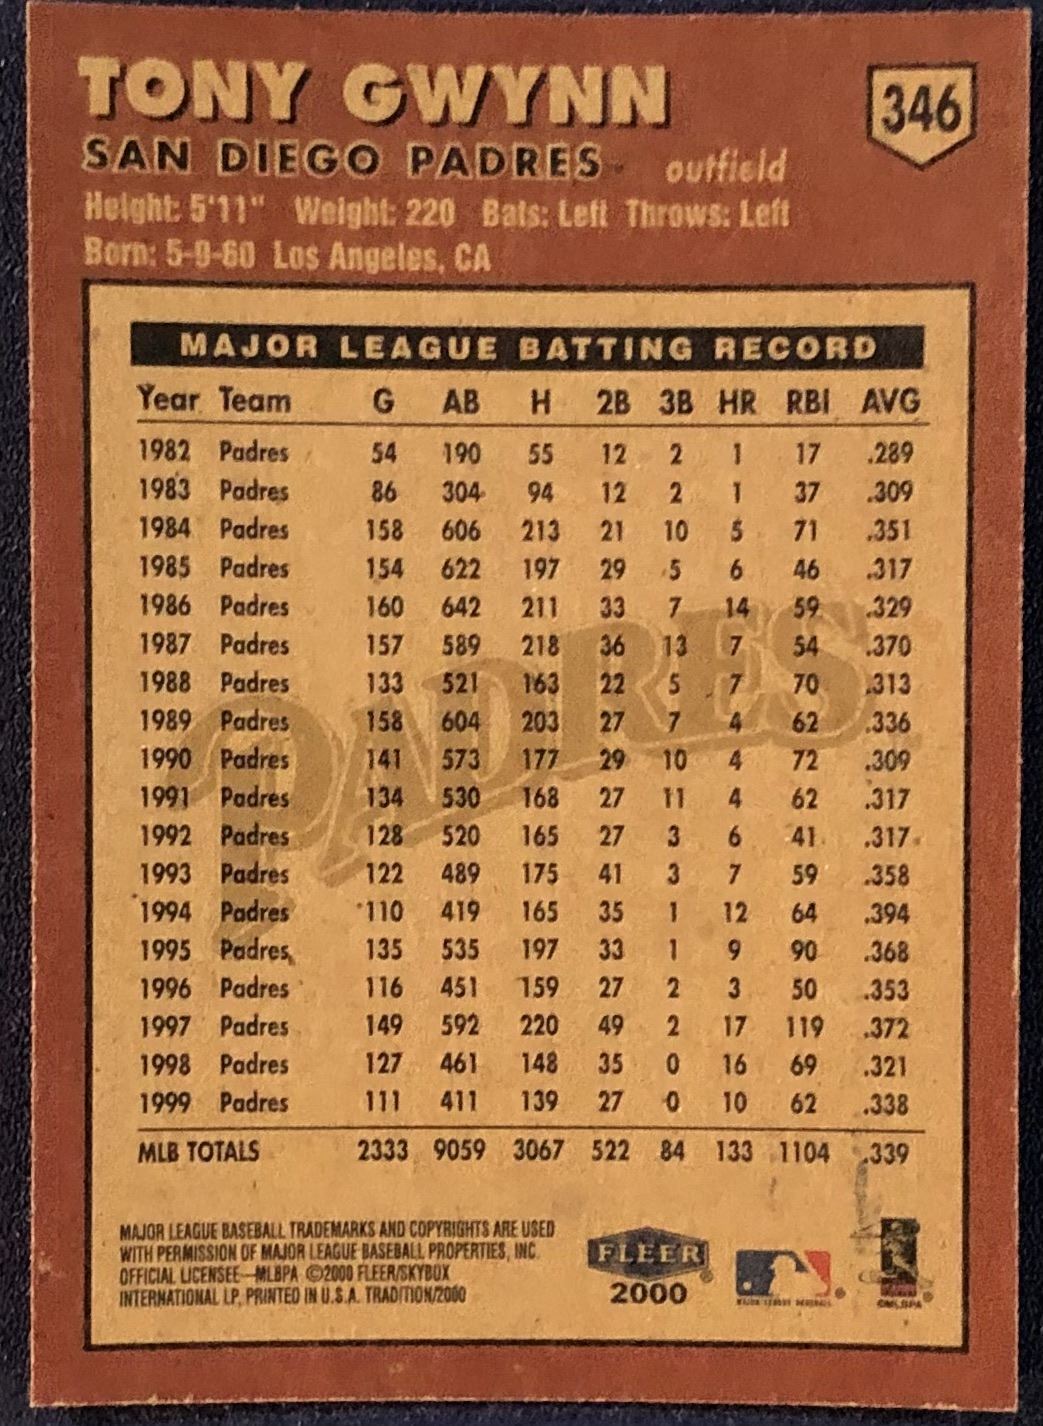 TONY GWYNN
346
SAN DIEGO PADRES outfield
Height: 5'11" Weight: 220 Bats: Left Throws: Left
Born: 5-9-60 Los Angeles, CA
MAJOR LEAGUE BATTING RECORD
Year Team G AB H 2B 3B HR RBI AVG
1982 Padres 54 190 55 12 2 1 17 .289
1983 Padres 86 304 94 12 2 1 37 .309
1984 Padres 158 606 213 21 10 5 71 .351
1985 Padres 154 622 197 29 5 6 46 .317
1986 Padres 160 642 211 33 7 14 59 .329
1987 Padres 157 589 218 36 13 7 54 .370
1988 Padres 133 521 163 22 5 7 70 .313
1989 Padres 158 604 203 27 7 4 62 .336
1990 Padres 141 573 177 29 10 4 72 .309
1991 Padres 134 530 168 27 11 4 62 .317
1992 Padres 128 520 165 27 3 6 41 .317
1993 Padres 122 489 175 41 3 7 59 .358
1994 Padres 110 419 165 35 1 12 64 .394
1995 Padres 135 535 197 33 1 9 90 .368
1996 Padres 116 451 159 27 2 3 50 .353
1997 Padres 149 592 220 49 2 17 119 .372
1998 Padres 127 461 148 35 0 16 69 .321
1999 Padres 111 411 139 27 0 10 62 .338
MLB TOTALS 2333 9059 3067 522 84 133 1104 .339
PADRES
MAJOR LEAGUE BASEBALL TRADEMARKS AND COPYRIGHTS ARE USED
WITH PERMISSION OF MAJOR LEAGUE BASEBALL PROPERTIES, INC.
OFFICIAL LICENSEE—MLBPA ©2000 FLEER/SKYBOX
INTERNATIONAL LP, PRINTED IN U.S.A. TRADITION/2000
FLEER
2000
MAJOR LEAGUE BASEBALL
©MLBPA